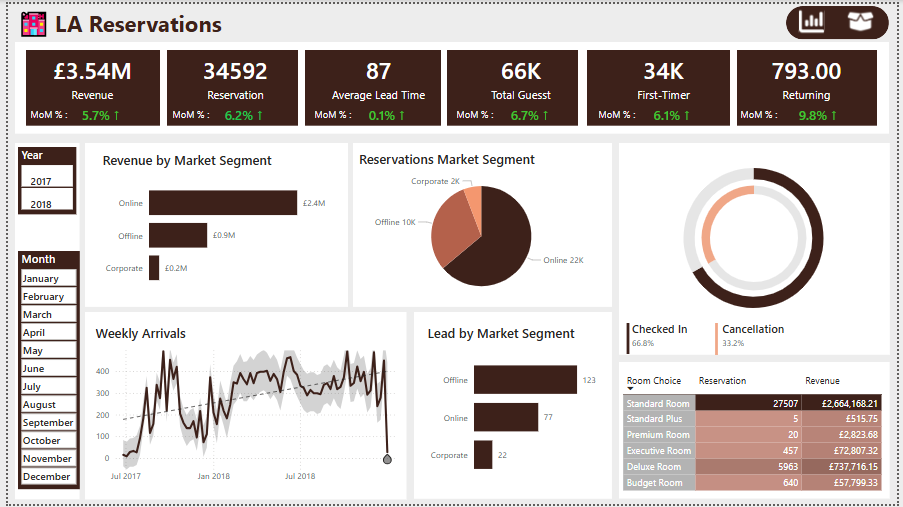 LA Reservations
£3.54M
Revenue
MoM % : 5.7% ↑
34592
Reservation
MoM % : 6.2% ↑
87
Average Lead Time
MoM % : 0.1% ↑
66K
Total Guesst
MoM % : 6.7% ↑
34K
First-Timer
MoM % : 6.1% ↑
793.00
Returning
MoM % : 9.8% ↑
Year
2017
2018
Month
January
February
March
April
May
June
July
August
September
October
November
December
Revenue by Market Segment
Online £2.4M
Offline £0.9M
Corporate £0.2M
Reservations Market Segment
Corporate 2K
Offline 10K
Online 22K
Checked In
66.8%
Cancellation
33.2%
Weekly Arrivals
400
300
200
100
0
Jul 2017 Jan 2018 Jul 2018
Lead by Market Segment
Offline 123
Online 77
Corporate 22
Room Choice Reservation Revenue
Standard Room 27507 £2,664,168.21
Standard Plus 5 £515.75
Premium Room 20 £2,823.68
Executive Room 457 £72,807.32
Deluxe Room 5963 £737,716.15
Budget Room 640 £57,799.33